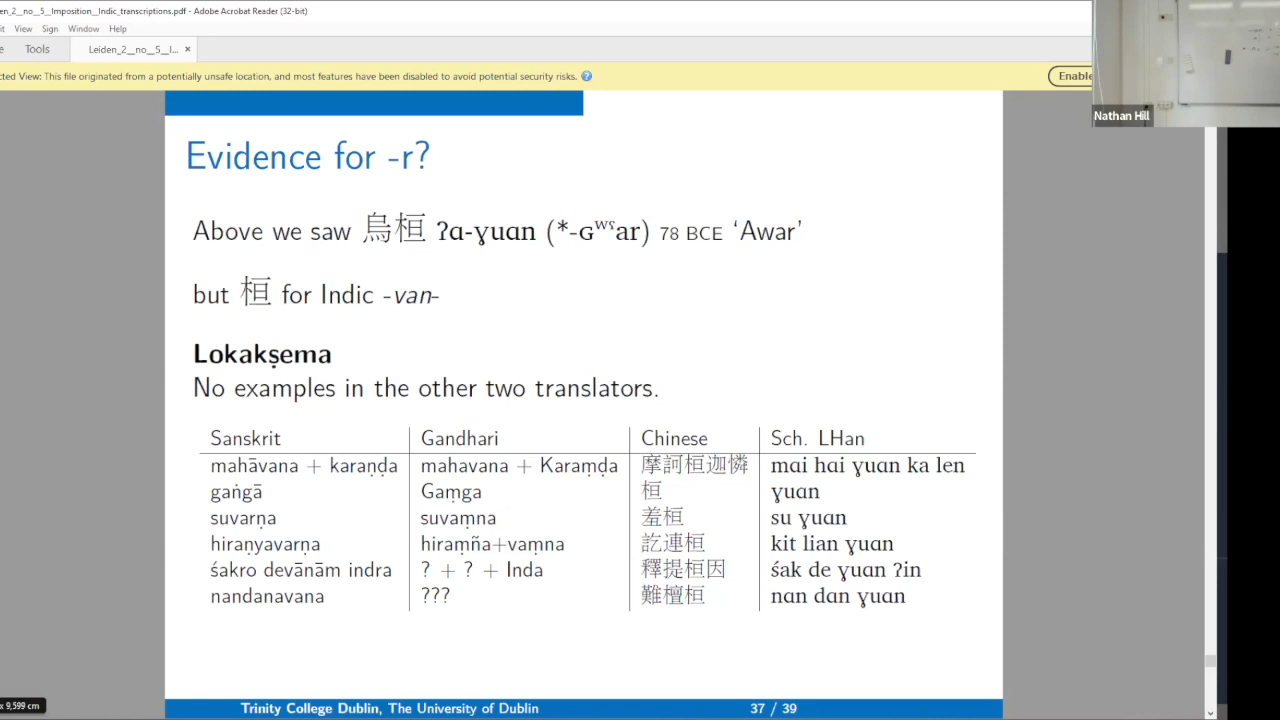 en_2__no__5__Imposition__Indic_transcriptions.pdf - Adobe Acrobat Reader (32-bit)
it View Sign Window Help
e Tools Leiden_2__no__5__I... ×
cted View: This file originated from a potentially unsafe location, and most features have been disabled to avoid potential security risks. ? Enable
Nathan Hill
Evidence for -r?
Above we saw 烏桓 ʔɑ-ɣuɑn (*-ɢʷˤar) 78 BCE ‘Awar’
but 桓 for Indic -van-
Lokakṣema
No examples in the other two translators.
Sanskrit Gandhari Chinese Sch. LHan
mahāvana + karaṇḍa mahavana + Karaṃḍa 摩訶桓迦憐 mai hai ɣuan ka len
gaṅgā Gaṃga 桓 ɣuan
suvarṇa suvaṃna 羞桓 su ɣuan
hiraṇyavarṇa hiraṃña+vaṃna 訖連桓 kit lian ɣuan
śakro devānām indra ? + ? + Inda 釋提桓因 śak de ɣuan ʔin
nandanavana ??? 難檀桓 nan dan ɣuan
x 9,599 cm
Trinity College Dublin, The University of Dublin 37 / 39